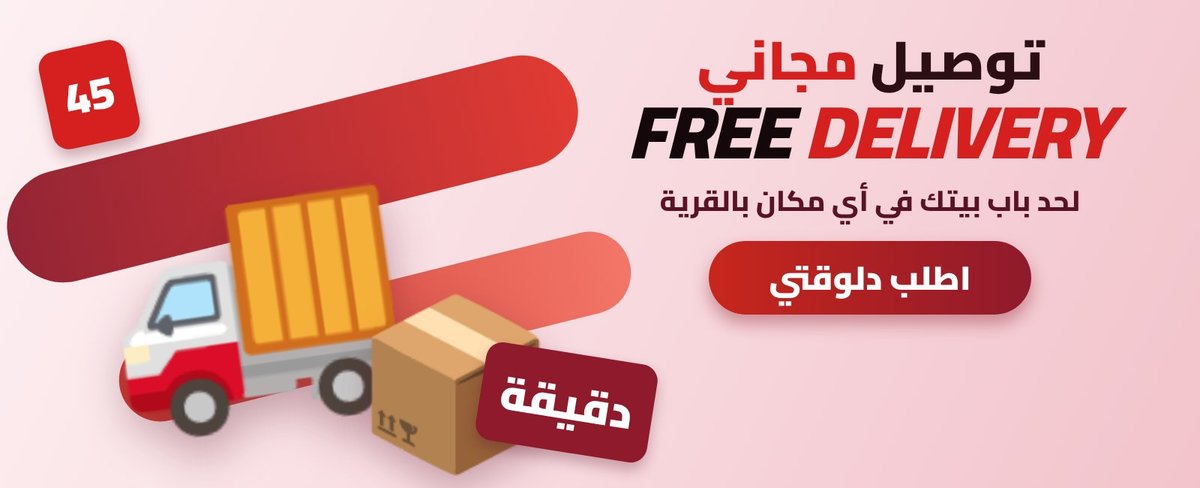 توصيل مجاني
FREE DELIVERY
لحد باب بيتك في أي مكان بالقرية
اطلب دلوقتي
45
دقيقة